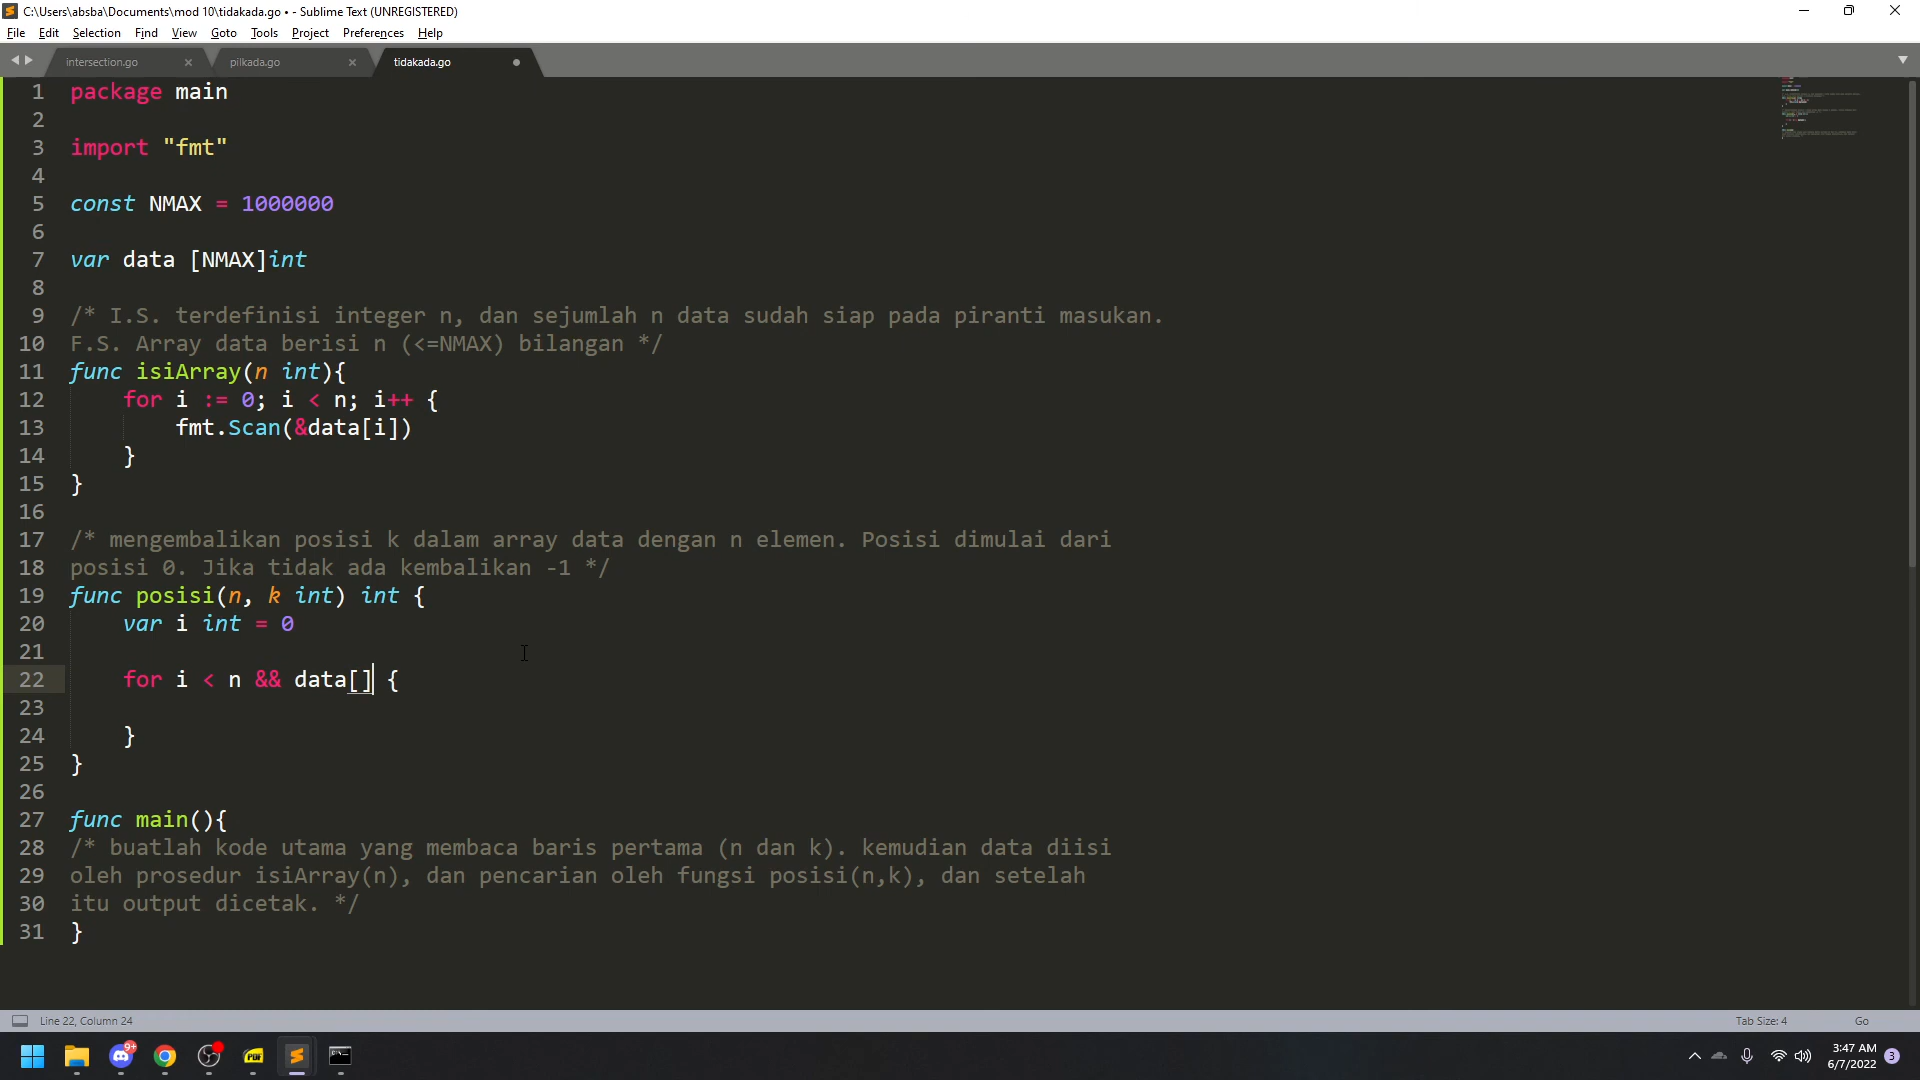 C:\Users\absba\Documents\mod 10\tidakada.go • - Sublime Text (UNREGISTERED)
File Edit Selection Find View Goto Tools Project Preferences Help
intersection.go × pilkada.go × tidakada.go
1 package main
2
3 import "fmt"
4
5 const NMAX = 1000000
6
7 var data [NMAX]int
8
9 /* I.S. terdefinisi integer n, dan sejumlah n data sudah siap pada piranti masukan.
10 F.S. Array data berisi n (<=NMAX) bilangan */
11 func isiArray(n int){
12     for i := 0; i < n; i++ {
13         fmt.Scan(&data[i])
14     }
15 }
16
17 /* mengembalikan posisi k dalam array data dengan n elemen. Posisi dimulai dari
18 posisi 0. Jika tidak ada kembalikan -1 */
19 func posisi(n, k int) int {
20     var i int = 0
21
22     for i < n && data[] {
23
24     }
25 }
26
27 func main(){
28 /* buatlah kode utama yang membaca baris pertama (n dan k). kemudian data diisi
29 oleh prosedur isiArray(n), dan pencarian oleh fungsi posisi(n,k), dan setelah
30 itu output dicetak. */
31 }
Line 22, Column 24 Tab Size: 4 Go
9+ PDF 3:47 AM
6/7/2022 3